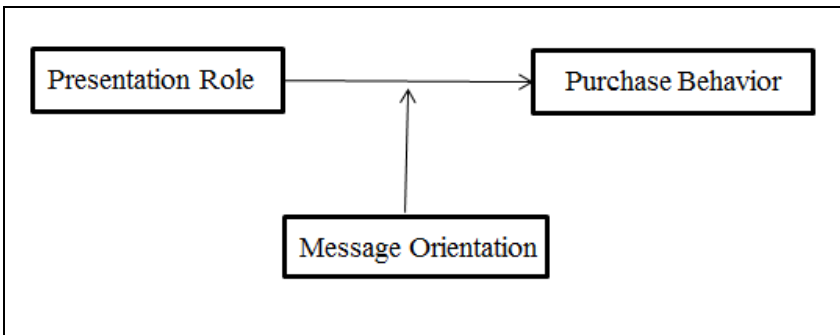 Presentation Role
Purchase Behavior
Message Orientation